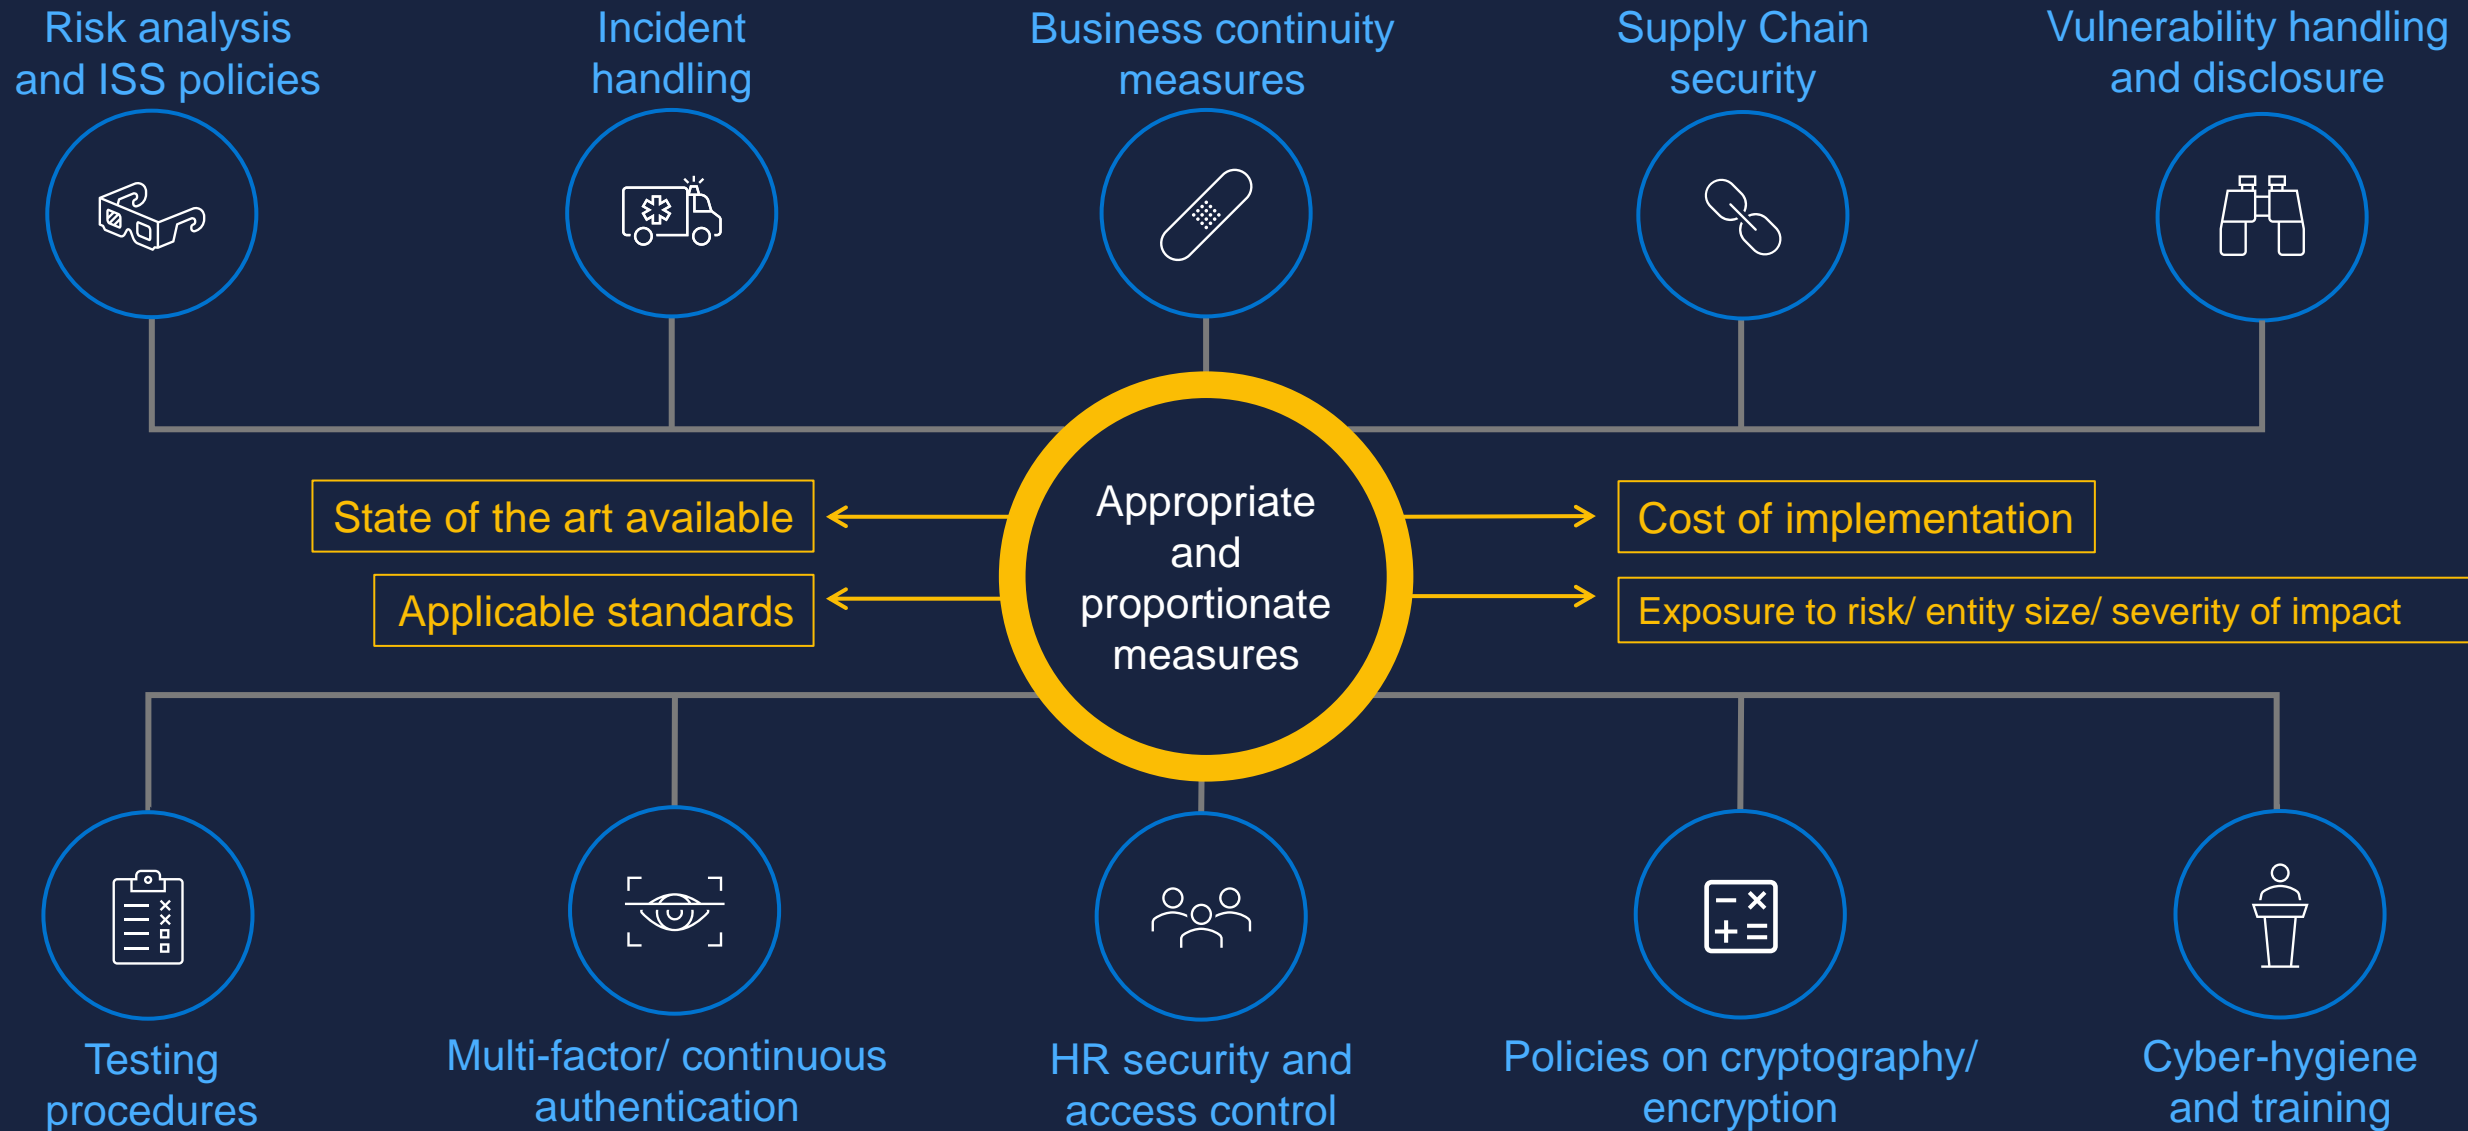 Risk analysis
and ISS policies
Incident
handling
Business continuity
measures
Supply Chain
security
Vulnerability handling
and disclosure
State of the art available
Applicable standards
Appropriate
and
proportionate
measures
Cost of implementation
Exposure to risk/ entity size/ severity of impact
Testing
procedures
Multi-factor/ continuous
authentication
HR security and
access control
Policies on cryptography/
encryption
Cyber-hygiene
and training